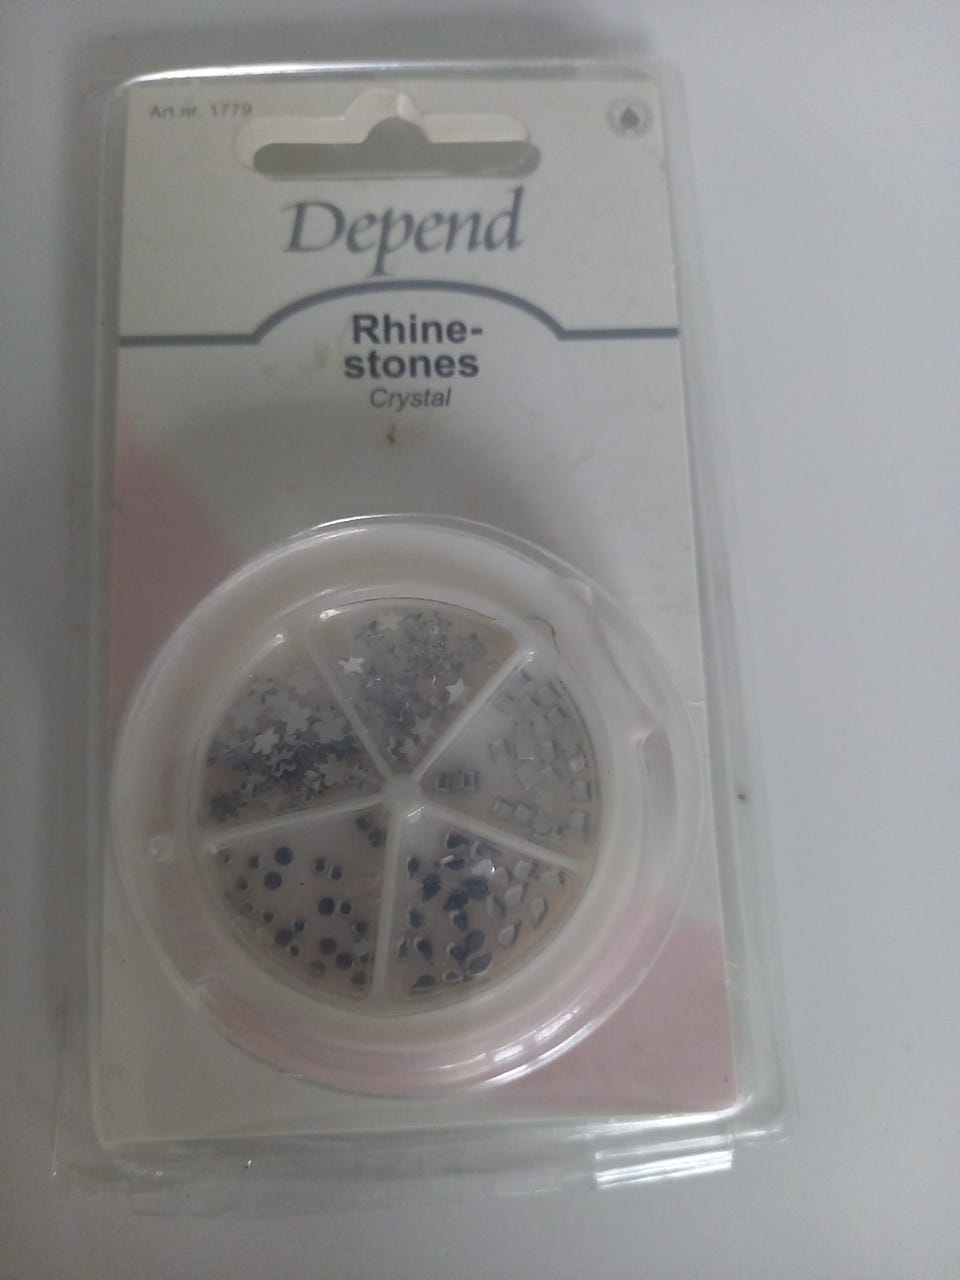 Art.nr. 1779
Depend
Rhine-
stones
Crystal